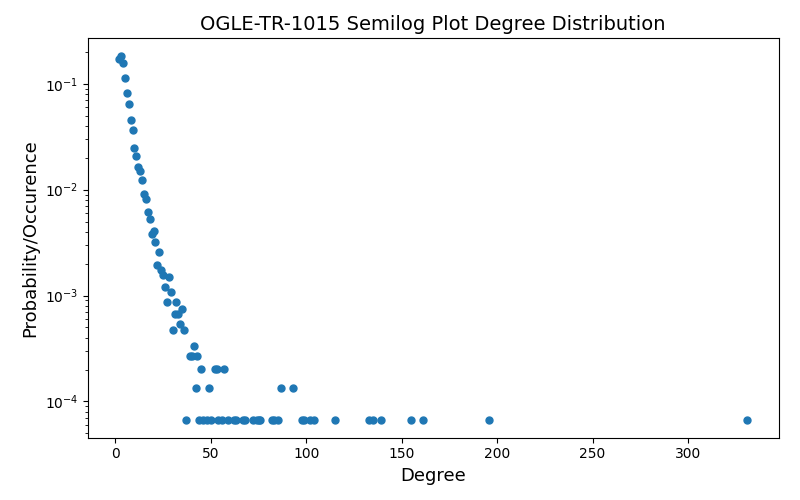 OGLE-TR-1015 Semilog Plot Degree Distribution
Probability/Occurence
10⁻¹
10⁻²
10⁻³
10⁻⁴
0 50 100 150 200 250 300
Degree